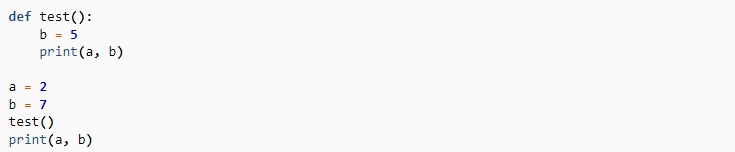 def test():
    b = 5
    print(a, b)

a = 2
b = 7
test()
print(a, b)